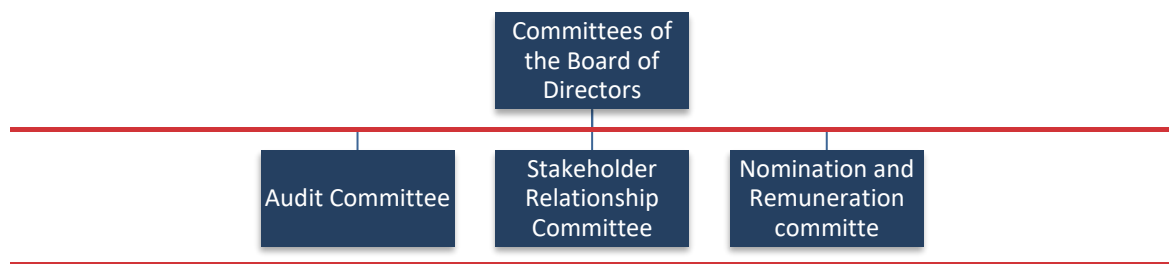 Committees of
the Board of
Directors
Audit Committee
Stakeholder
Relationship
Committee
Nomination and
Remuneration
committe